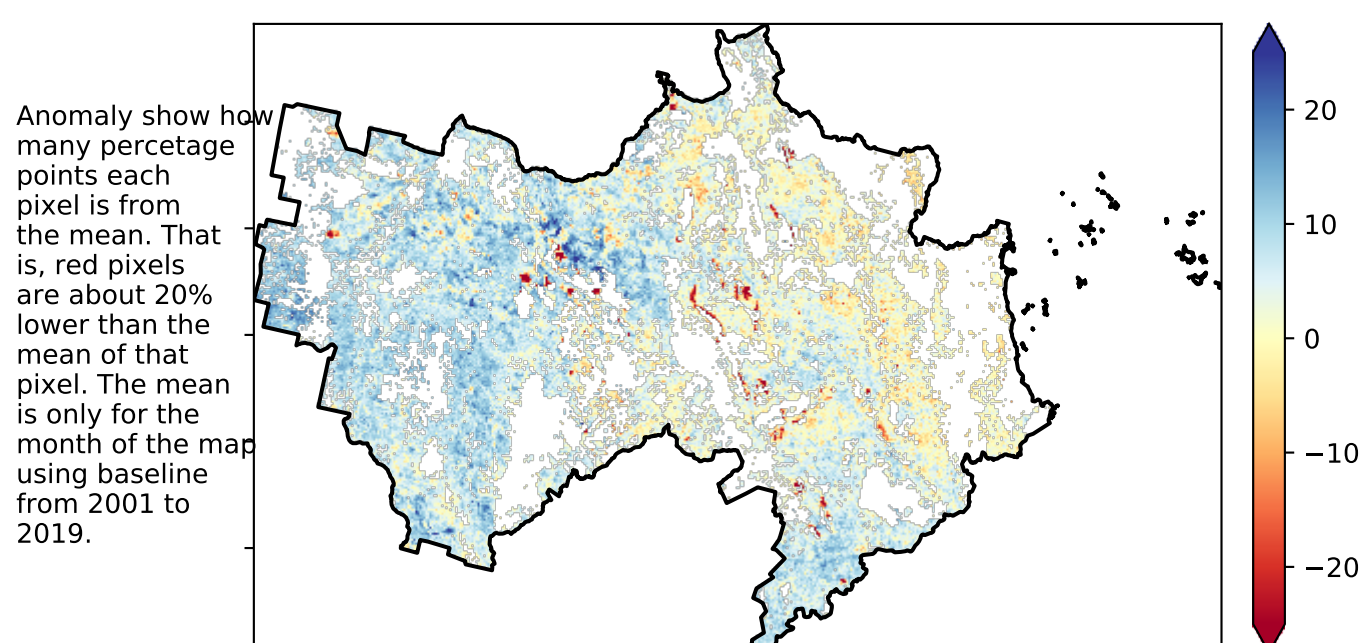 Anomaly show how
many percetage
points each
pixel is from
the mean. That
is, red pixels
are about 20%
lower than the
mean of that
pixel. The mean
is only for the
month of the map
using baseline
from 2001 to
2019.
20
10
0
−10
−20